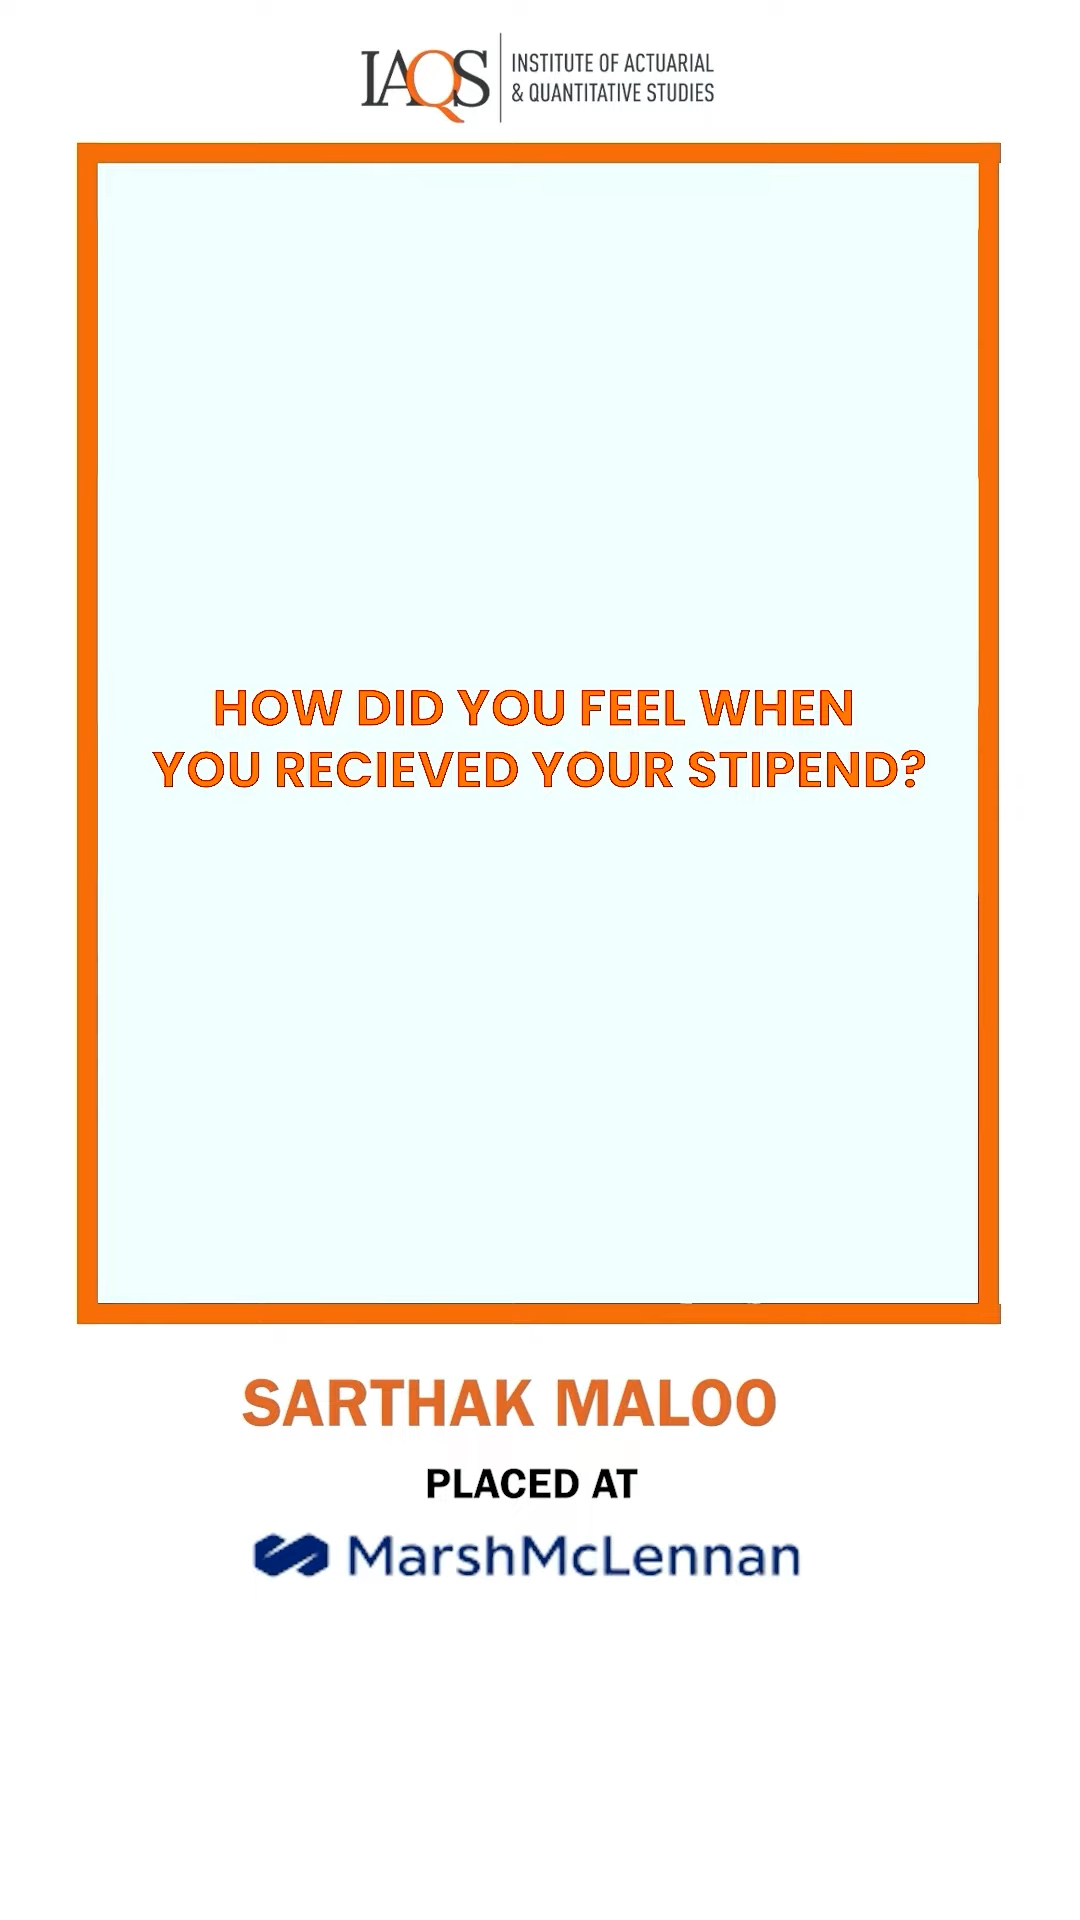 IAQS
INSTITUTE OF ACTUARIAL
& QUANTITATIVE STUDIES
HOW DID YOU FEEL WHEN
YOU RECIEVED YOUR STIPEND?
SARTHAK MALOO
PLACED AT
MarshMcLennan